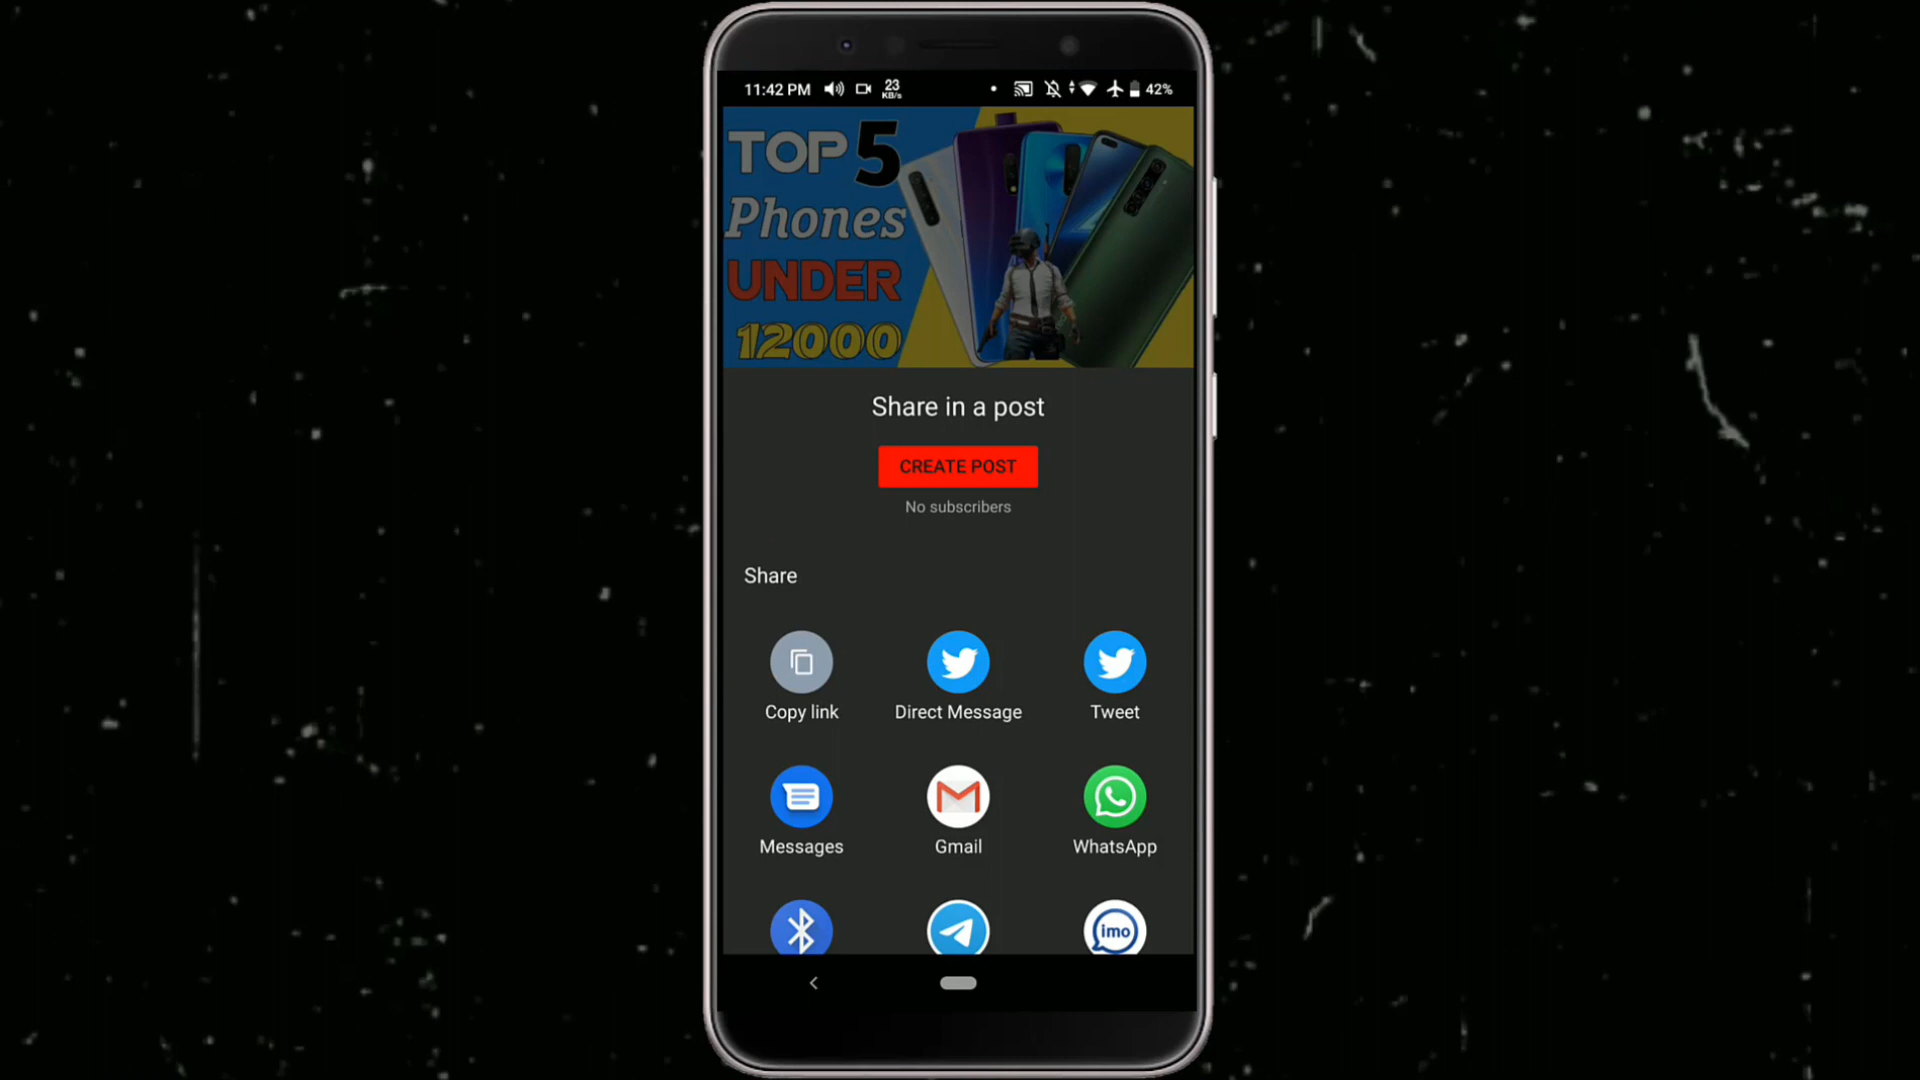 11:42 PM 23 KB/s 42%
TOP 5
Phones
UNDER
12000
Share in a post
CREATE POST
No subscribers
Share
Copy link Direct Message Tweet
Messages Gmail WhatsApp
imo